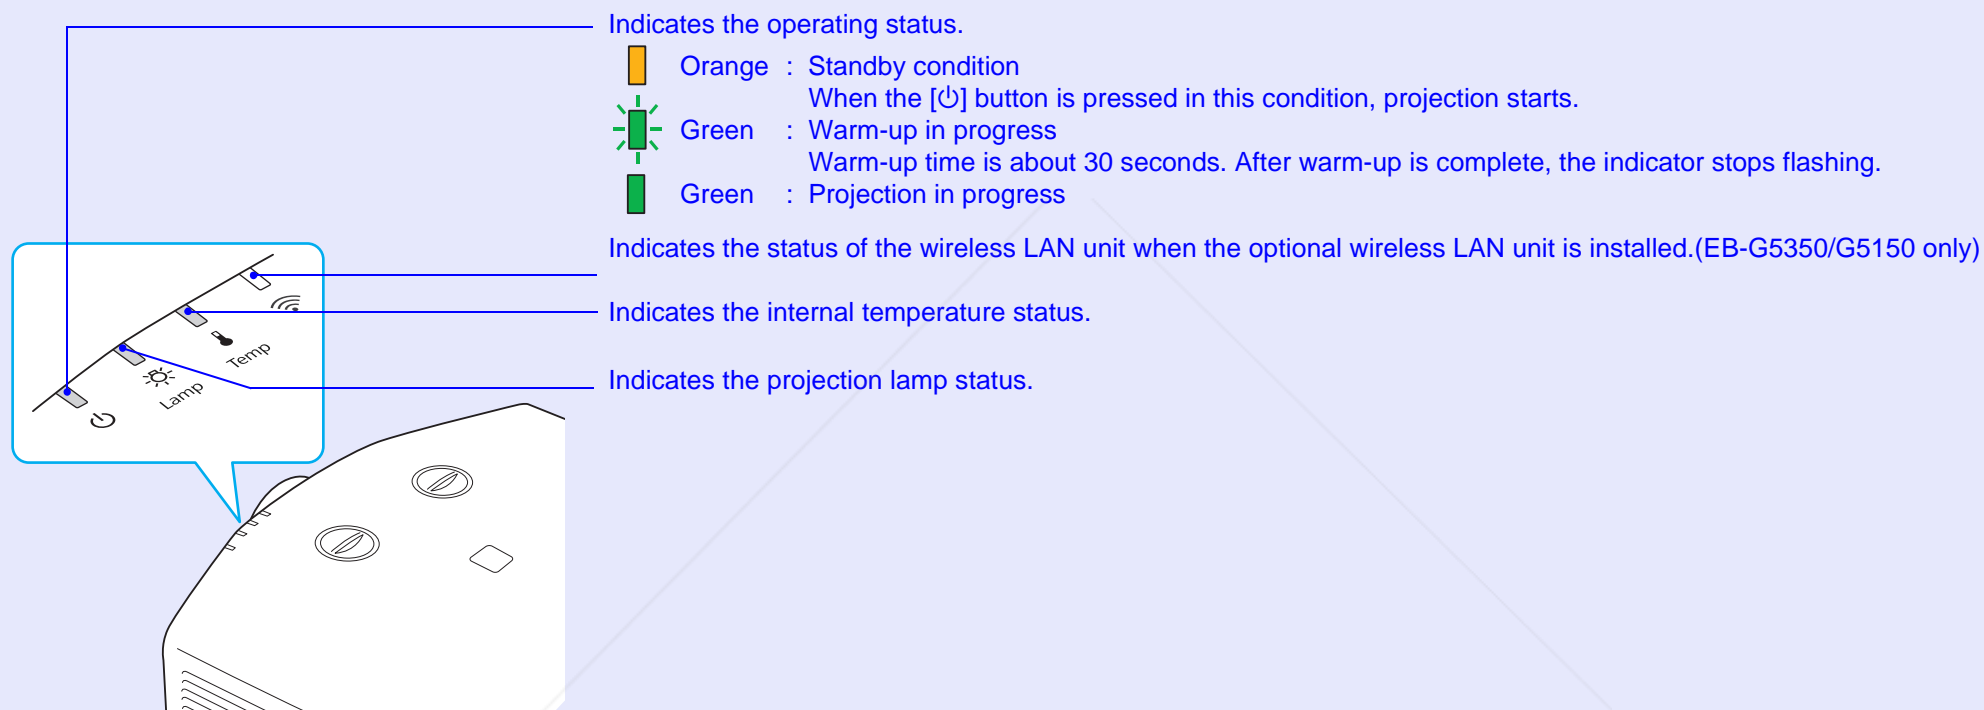 Indicates the operating status.
Orange : Standby condition
When the [⏻] button is pressed in this condition, projection starts.
Green : Warm-up in progress
Warm-up time is about 30 seconds. After warm-up is complete, the indicator stops flashing.
Green : Projection in progress
Indicates the status of the wireless LAN unit when the optional wireless LAN unit is installed.(EB-G5350/G5150 only)
Indicates the internal temperature status.
Temp
Indicates the projection lamp status.
Lamp